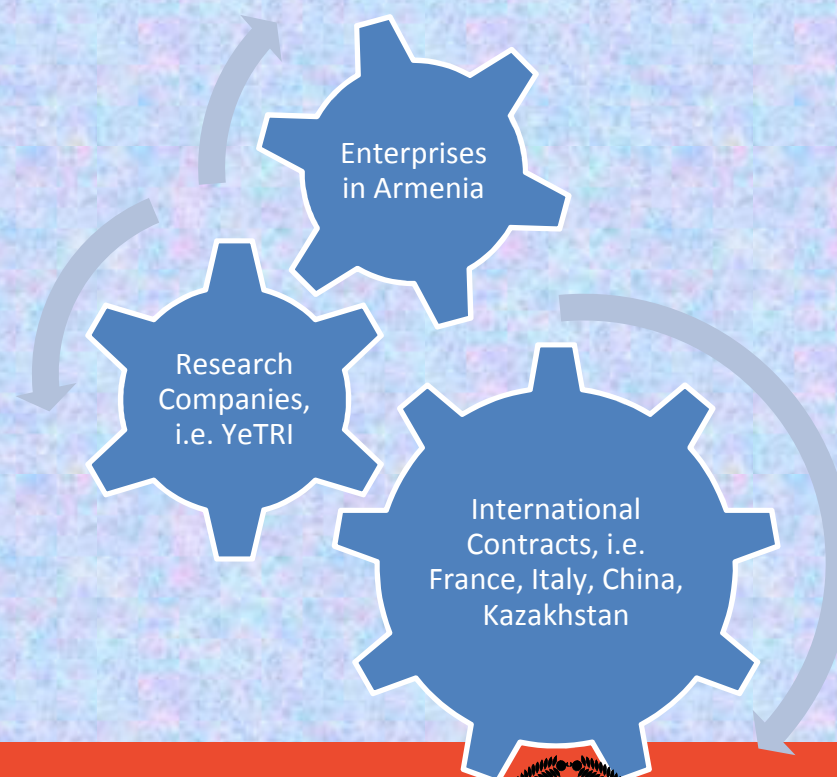 Enterprises
in Armenia
Research
Companies,
i.e. YeTRI
International
Contracts, i.e.
France, Italy, China,
Kazakhstan